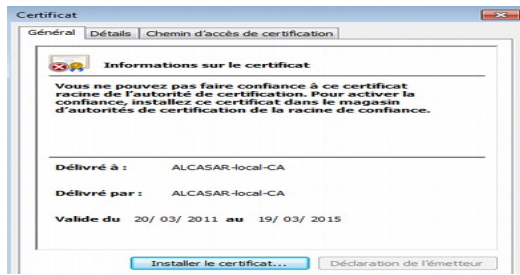 Certificat
Général Détails Chemin d'accès de certification
Informations sur le certificat
Vous ne pouvez pas faire confiance à ce certificat
racine de l'autorité de certification. Pour activer la
confiance, installez ce certificat dans le magasin
d'autorités de certification de la racine de confiance.
Délivré à : ALCASAR-local-CA
Délivré par : ALCASAR-local-CA
Valide du 20/ 03/ 2011 au 19/ 03/ 2015
Installer le certificat... Déclaration de l'émetteur